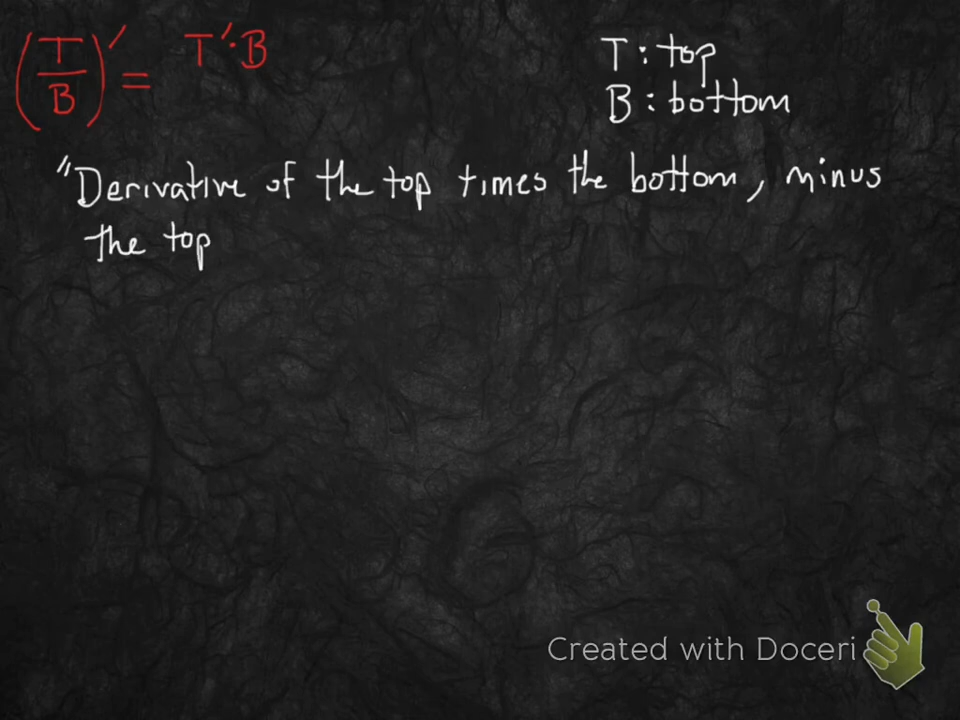 (T/B)' = T'·B
T : top
B : bottom
"Derivative of the top times the bottom, minus
the top
Created with Doceri